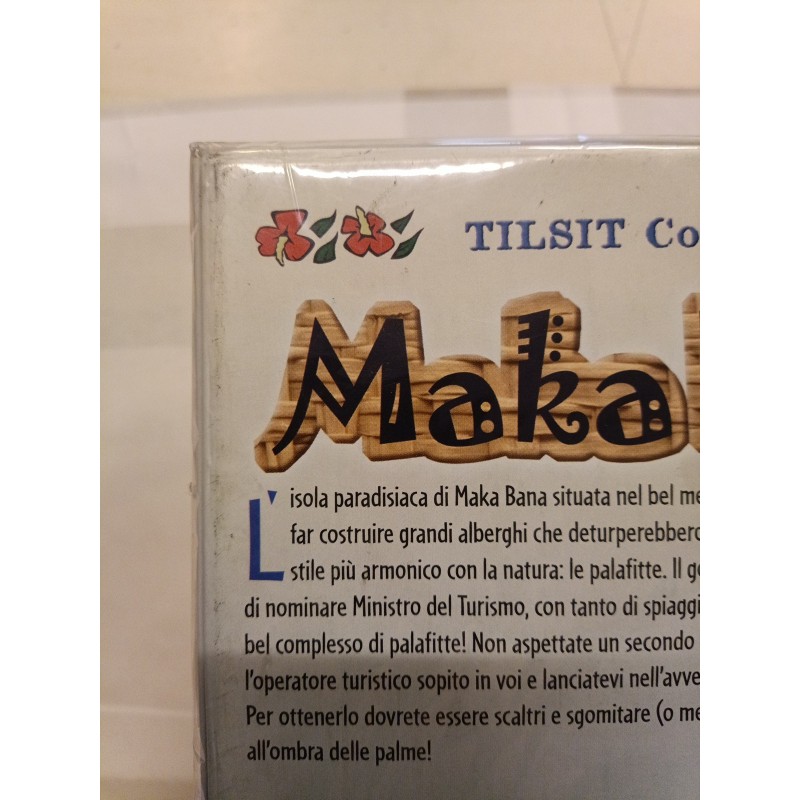 TILSIT Co
Maka
L'isola paradisiaca di Maka Bana situata nel bel me
far costruire grandi alberghi che deturperebbero
stile più armonico con la natura: le palafitte. Il go
di nominare Ministro del Turismo, con tanto di spiaggi
bel complesso di palafitte! Non aspettate un secondo
l'operatore turistico sopito in voi e lanciatevi nell'avve
Per ottenerlo dovrete essere scaltri e sgomitare (o me
all'ombra delle palme!